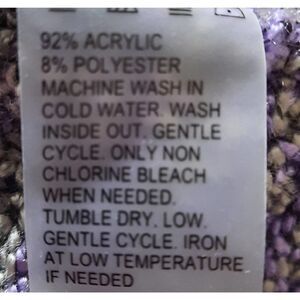 92% ACRYLIC
8% POLYESTER
MACHINE WASH IN
COLD WATER. WASH
INSIDE OUT. GENTLE
CYCLE. ONLY NON
CHLORINE BLEACH
WHEN NEEDED.
TUMBLE DRY. LOW.
GENTLE CYCLE. IRON
AT LOW TEMPERATURE
IF NEEDED